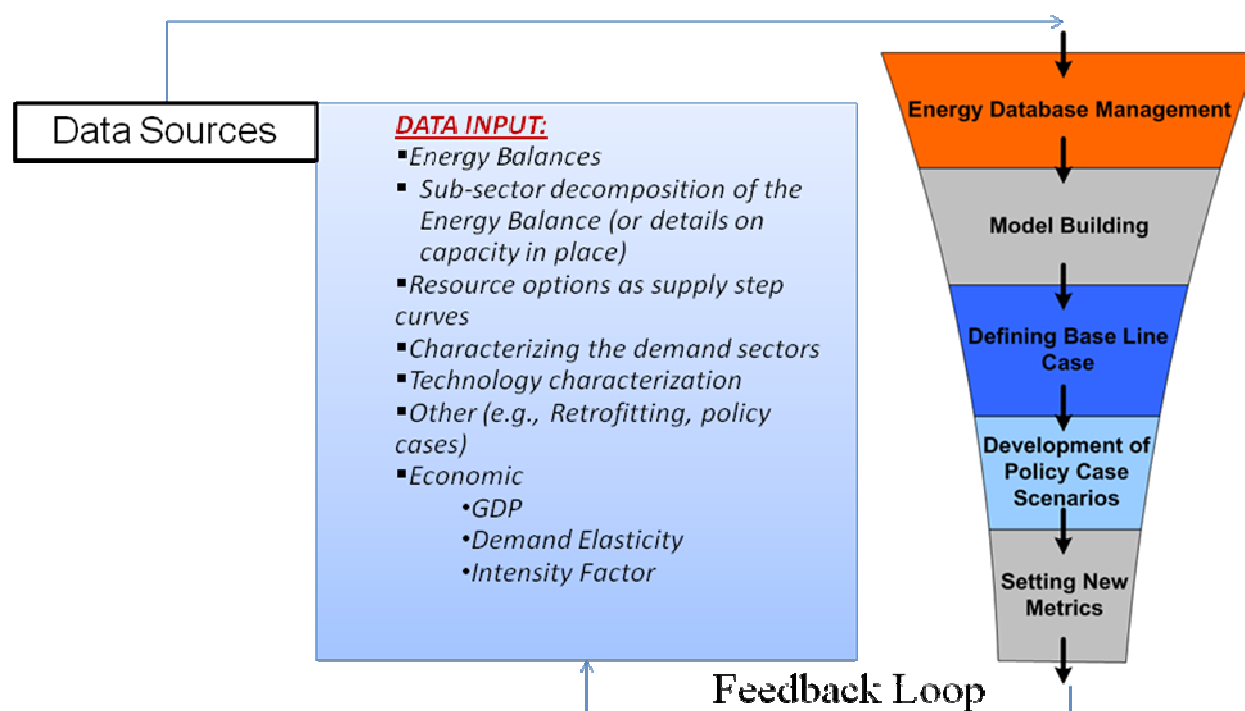 Data Sources
DATA INPUT:
▪Energy Balances
▪ Sub-sector decomposition of the
Energy Balance (or details on
capacity in place)
▪Resource options as supply step
curves
▪Characterizing the demand sectors
▪Technology characterization
▪Other (e.g., Retrofitting, policy
cases)
▪Economic
•GDP
•Demand Elasticity
•Intensity Factor
Energy Database Management
Model Building
Defining Base Line
Case
Development of
Policy Case
Scenarios
Setting New
Metrics
Feedback Loop